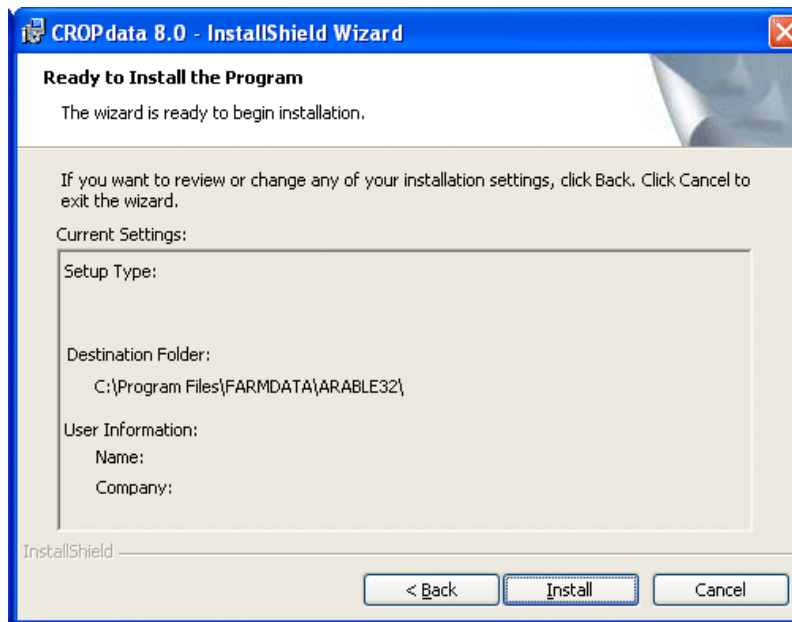 CROPdata 8.0 - InstallShield Wizard
Ready to Install the Program
The wizard is ready to begin installation.
If you want to review or change any of your installation settings, click Back. Click Cancel to
exit the wizard.
Current Settings:
Setup Type:
Destination Folder:
C:\Program Files\FARMDATA\ARABLE32\
User Information:
Name:
Company:
InstallShield
< Back Install Cancel